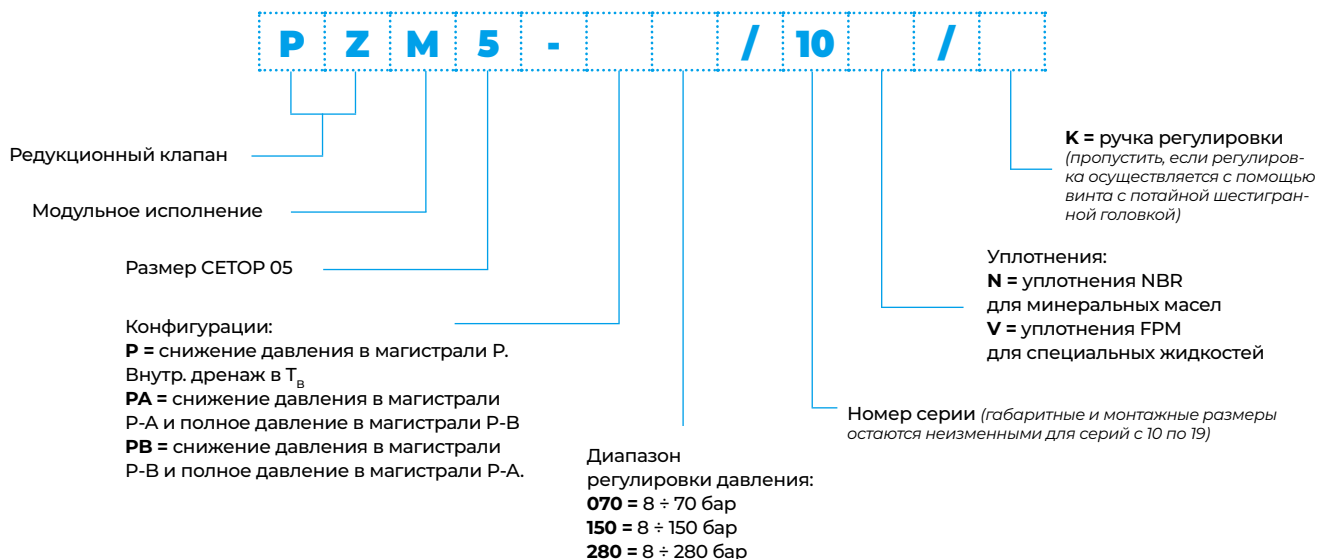 P Z M 5 - / 10 /
Редукционный клапан
Модульное исполнение
Размер CETOP 05
Конфигурации:
P = снижение давления в магистрали P.
Внутр. дренаж в T_B
PA = снижение давления в магистрали
P-A и полное давление в магистрали P-B
PB = снижение давления в магистрали
P-B и полное давление в магистрали P-A.
Диапазон
регулировки давления:
070 = 8 ÷ 70 бар
150 = 8 ÷ 150 бар
280 = 8 ÷ 280 бар
Номер серии (габаритные и монтажные размеры
остаются неизменными для серий с 10 по 19)
Уплотнения:
N = уплотнения NBR
для минеральных масел
V = уплотнения FPM
для специальных жидкостей
K = ручка регулировки
(пропустить, если регулиров-
ка осуществляется с помощью
винта с потайной шестигран-
ной головкой)